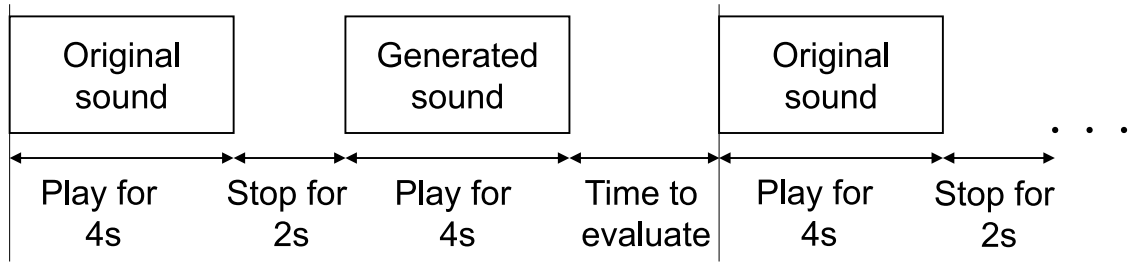 Original
sound
Generated
sound
Original
sound
. . .
Play for
4s
Stop for
2s
Play for
4s
Time to
evaluate
Play for
4s
Stop for
2s